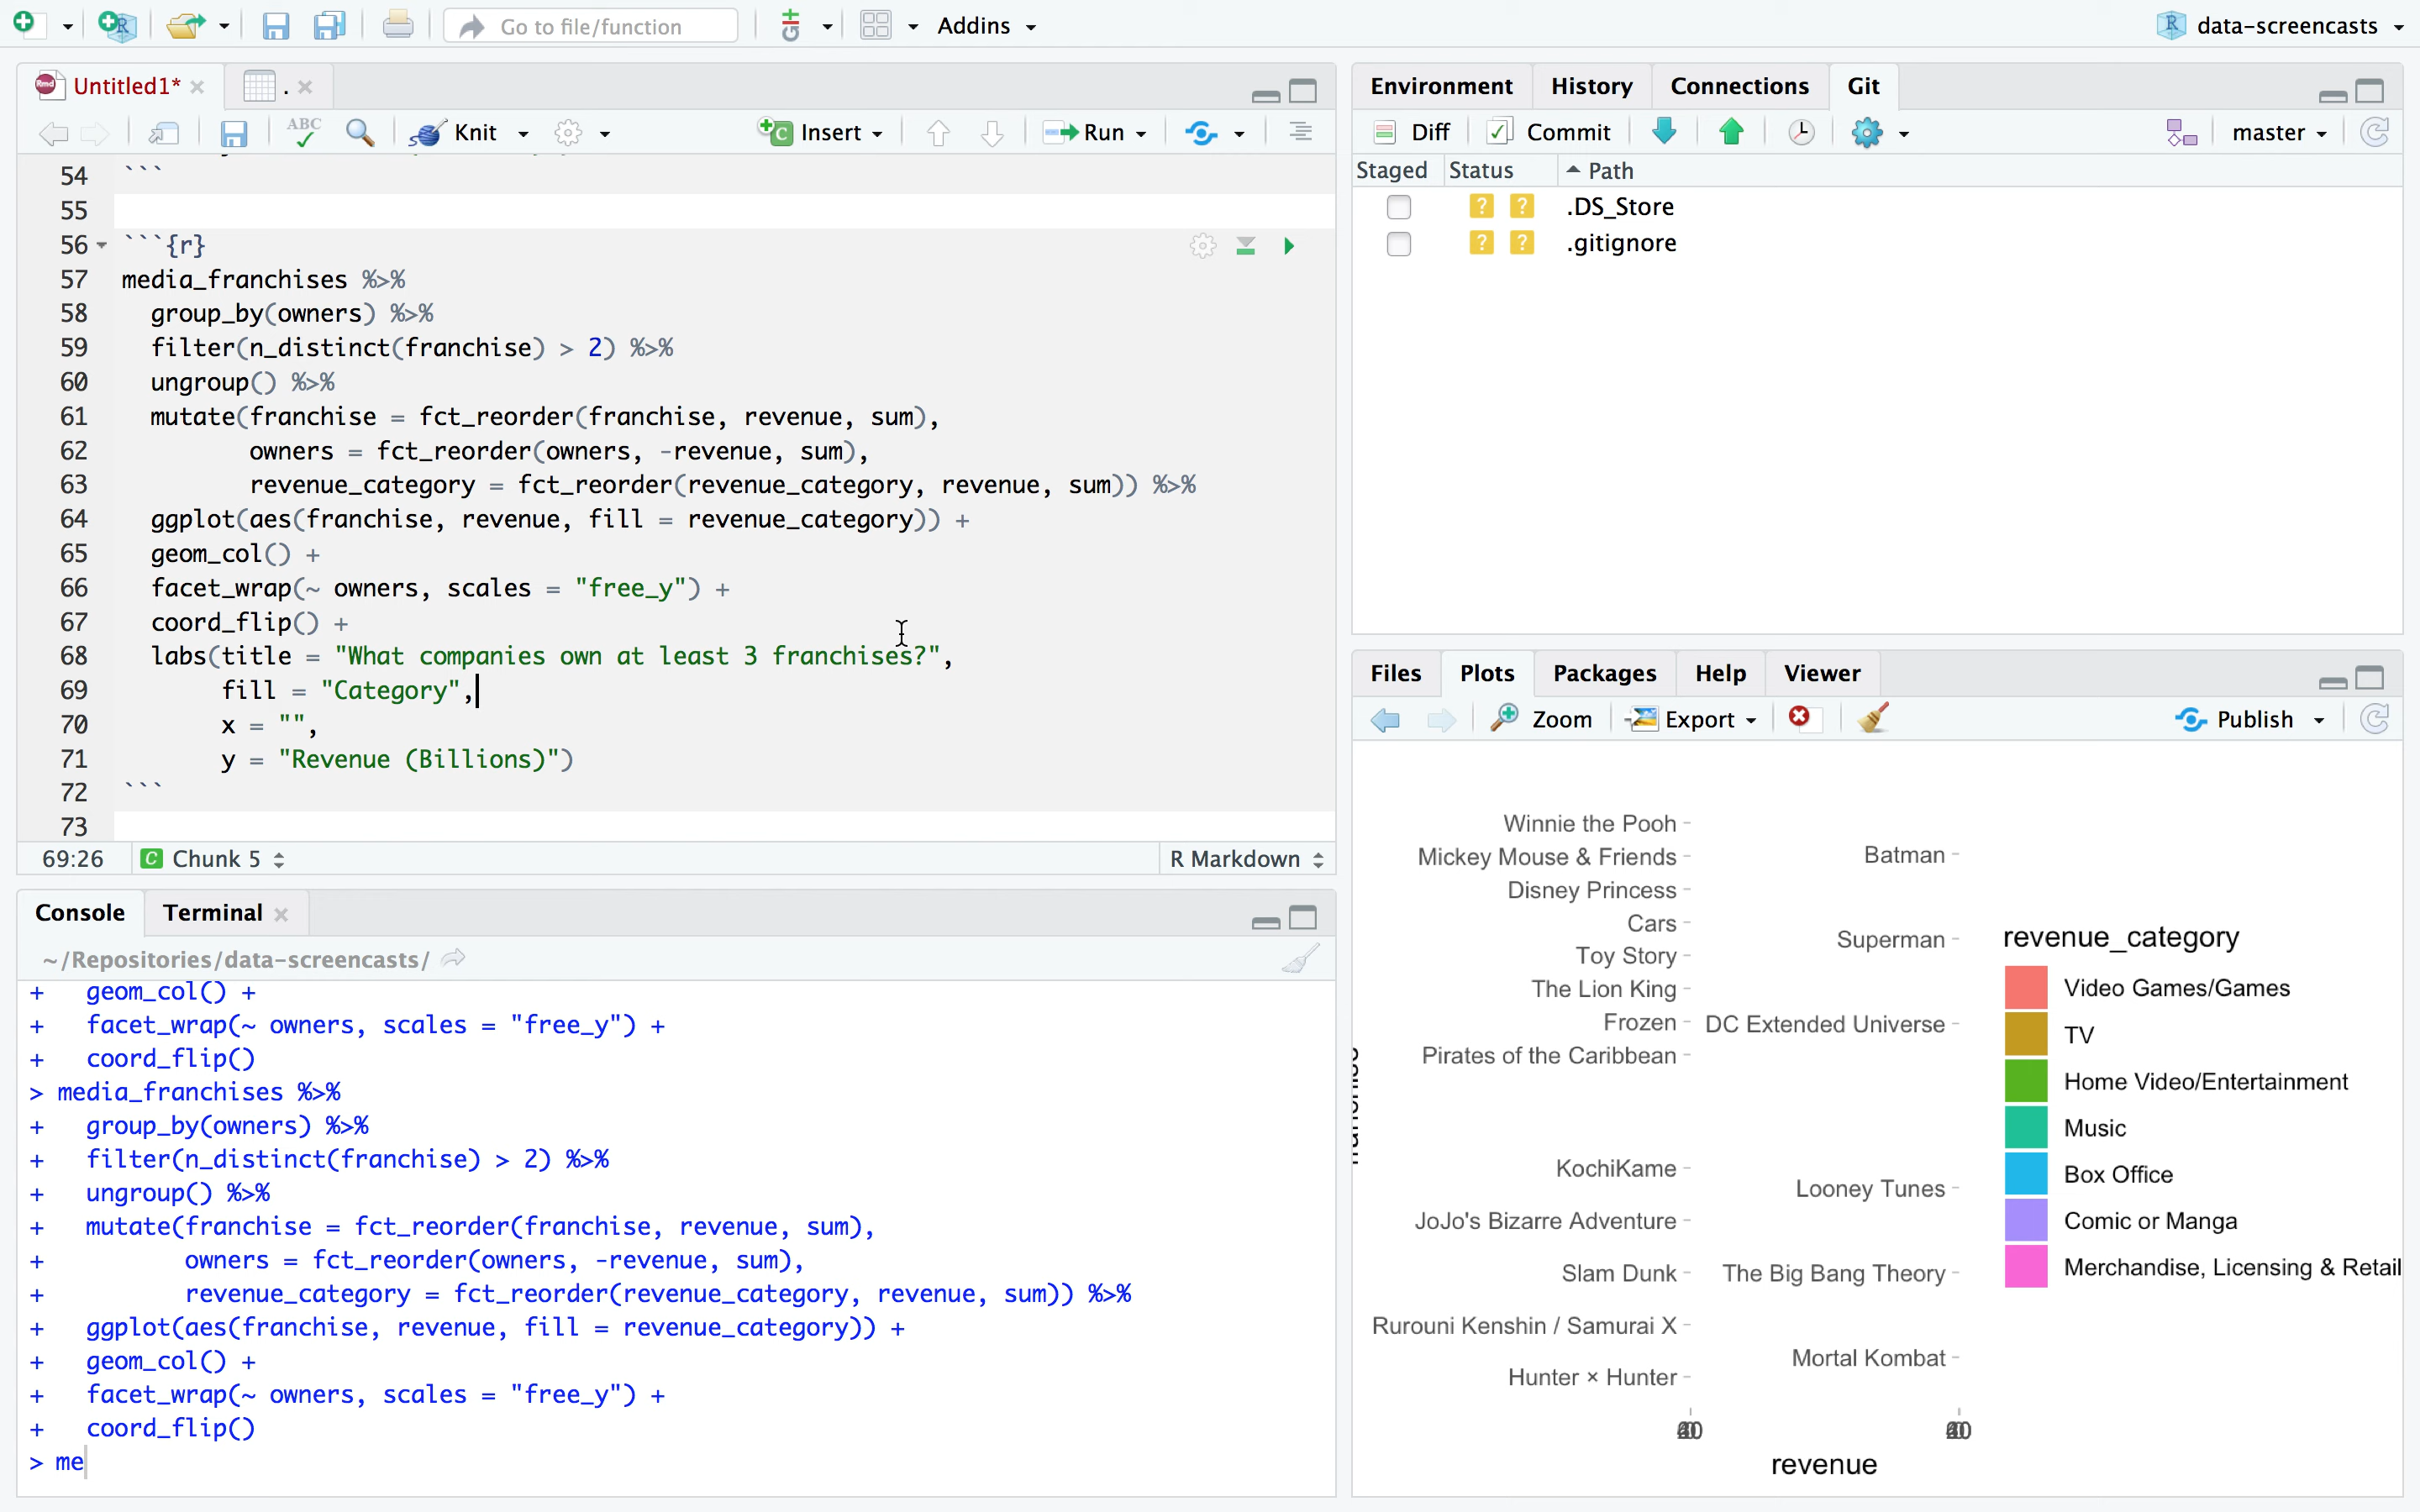 Go to file/function
Addins
data-screencasts
Untitled1*
.
Environment
History
Connections
Git
ABC
Knit
Insert
Run
Diff
Commit
master
Staged
Status
Path
? ? .DS_Store
? ? .gitignore
54 ```
55
56 ```{r}
57 media_franchises %>%
58   group_by(owners) %>%
59   filter(n_distinct(franchise) > 2) %>%
60   ungroup() %>%
61   mutate(franchise = fct_reorder(franchise, revenue, sum),
62          owners = fct_reorder(owners, -revenue, sum),
63          revenue_category = fct_reorder(revenue_category, revenue, sum)) %>%
64   ggplot(aes(franchise, revenue, fill = revenue_category)) +
65   geom_col() +
66   facet_wrap(~ owners, scales = "free_y") +
67   coord_flip() +
68   labs(title = "What companies own at least 3 franchises?",
69        fill = "Category",
70        x = "",
71        y = "Revenue (Billions)")
72 ```
73
69:26
Chunk 5
R Markdown
Console
Terminal
~/Repositories/data-screencasts/
+   geom_col() +
+   facet_wrap(~ owners, scales = "free_y") +
+   coord_flip()
> media_franchises %>%
+   group_by(owners) %>%
+   filter(n_distinct(franchise) > 2) %>%
+   ungroup() %>%
+   mutate(franchise = fct_reorder(franchise, revenue, sum),
+          owners = fct_reorder(owners, -revenue, sum),
+          revenue_category = fct_reorder(revenue_category, revenue, sum)) %>%
+   ggplot(aes(franchise, revenue, fill = revenue_category)) +
+   geom_col() +
+   facet_wrap(~ owners, scales = "free_y") +
+   coord_flip()
> me
Files
Plots
Packages
Help
Viewer
Zoom
Export
Publish
Winnie the Pooh
Mickey Mouse & Friends
Disney Princess
Cars
Toy Story
The Lion King
Frozen
Pirates of the Caribbean
KochiKame
JoJo's Bizarre Adventure
Slam Dunk
Rurouni Kenshin / Samurai X
Hunter × Hunter
Batman
Superman
DC Extended Universe
Looney Tunes
The Big Bang Theory
Mortal Kombat
revenue
revenue_category
Video Games/Games
TV
Home Video/Entertainment
Music
Box Office
Comic or Manga
Merchandise, Licensing & Retail